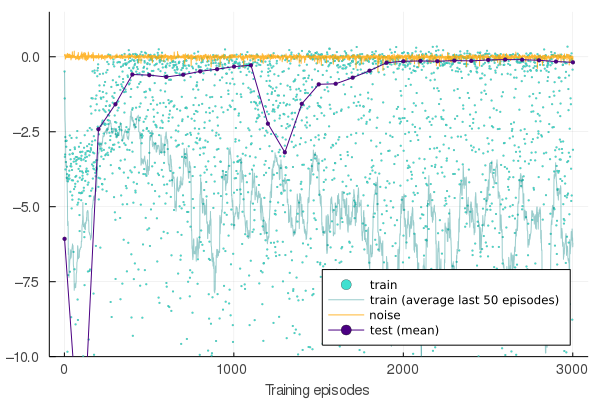 0.0
−2.5
−5.0
−7.5
−10.0
train
train (average last 50 episodes)
noise
test (mean)
0 1000 2000 3000
Training episodes